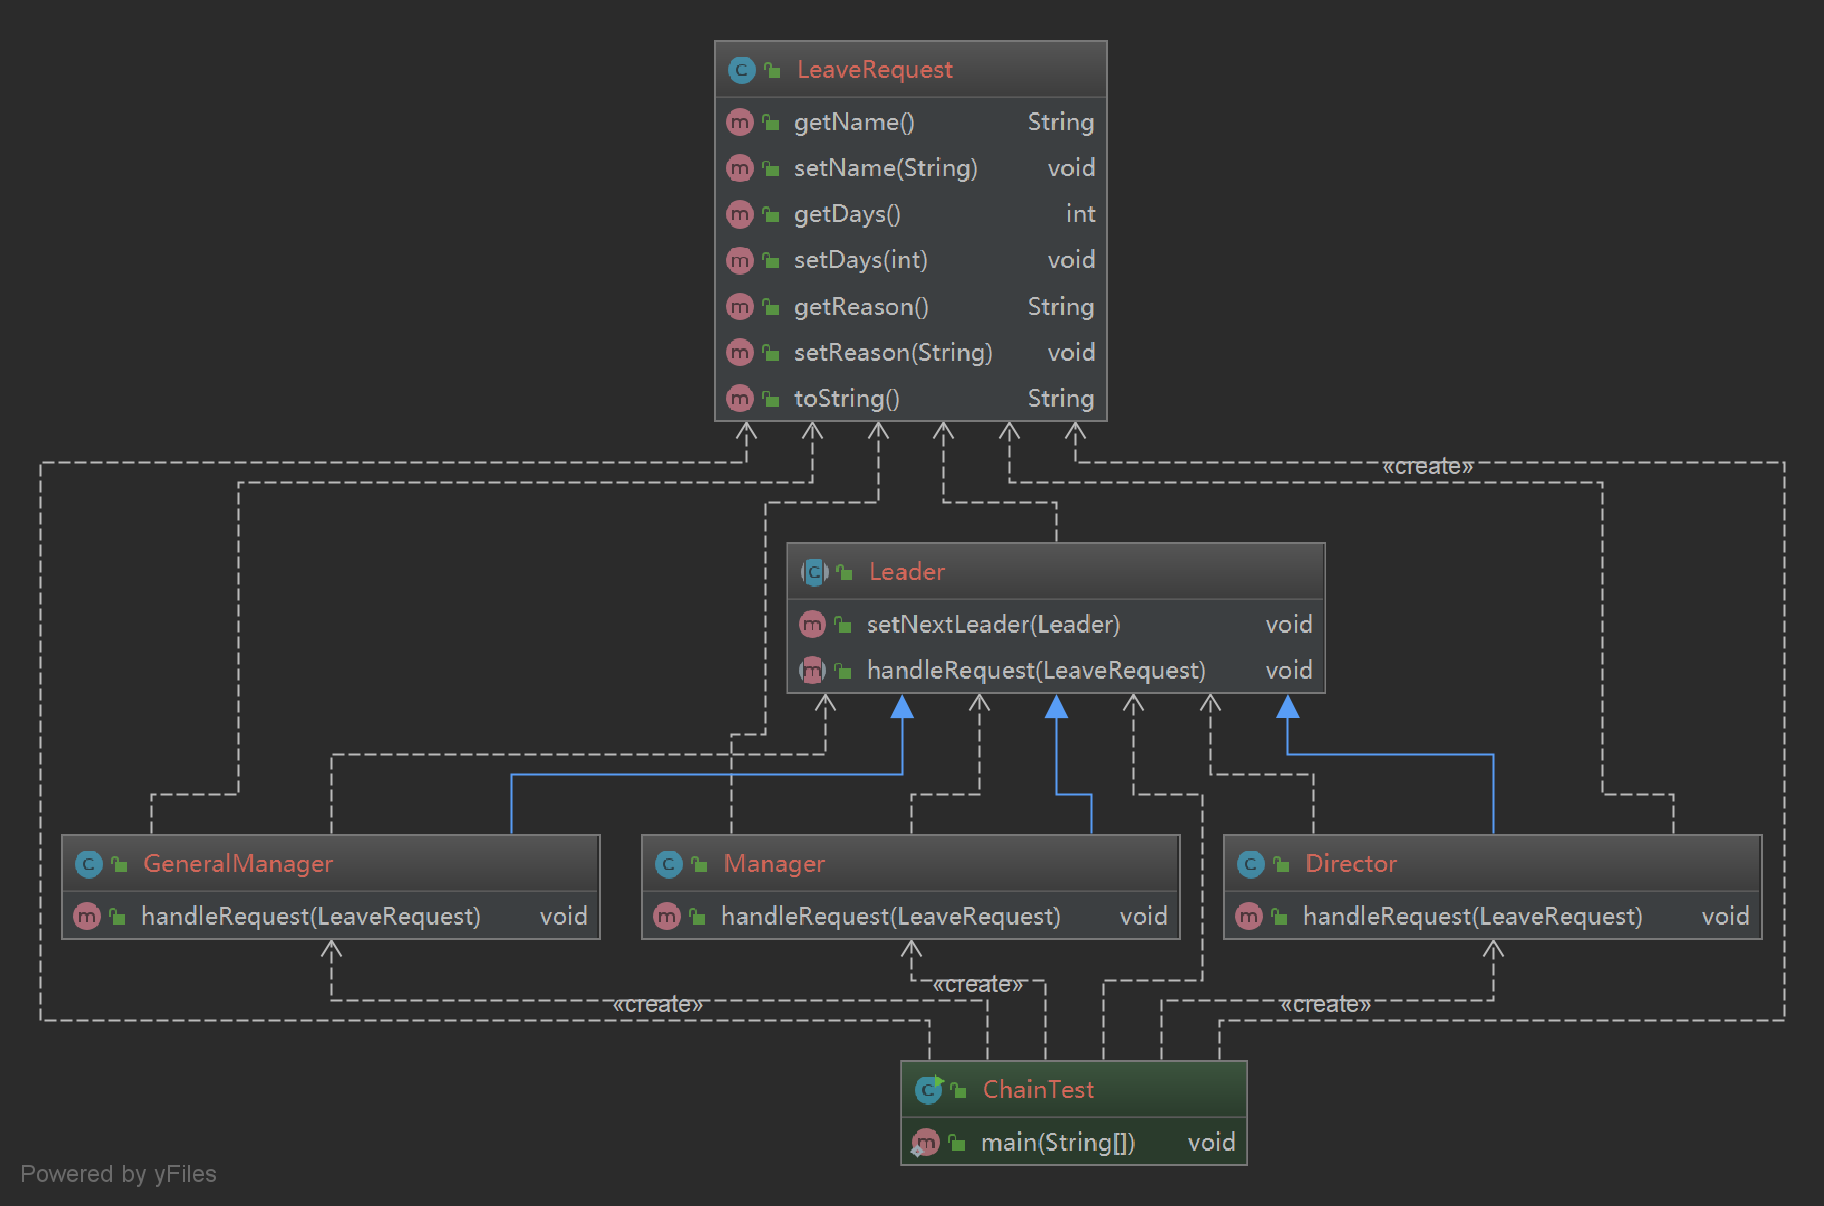 LeaveRequest
getName() String
setName(String) void
getDays() int
setDays(int) void
getReason() String
setReason(String) void
toString() String
«create»
Leader
setNextLeader(Leader) void
handleRequest(LeaveRequest) void
GeneralManager
handleRequest(LeaveRequest) void
Manager
handleRequest(LeaveRequest) void
Director
handleRequest(LeaveRequest) void
«create»
«create»
«create»
ChainTest
main(String[]) void
Powered by yFiles